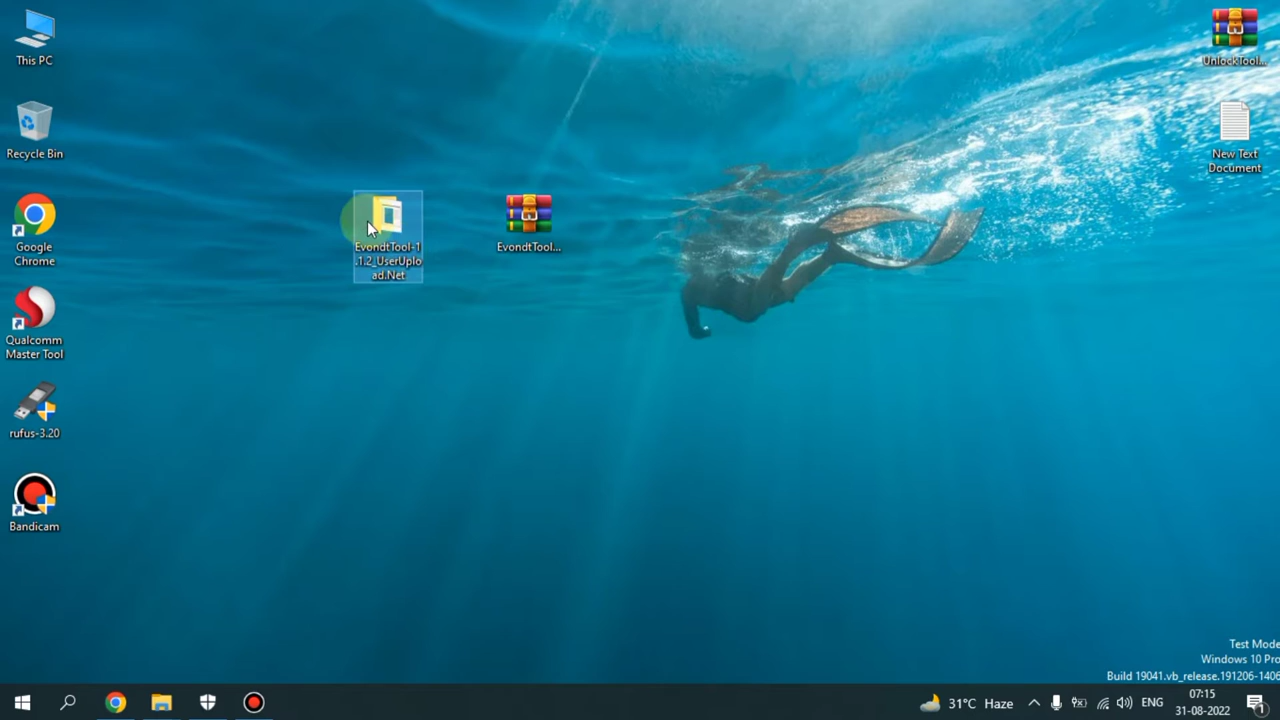 This PC
Recycle Bin
Google
Chrome
Qualcomm
Master Tool
rufus-3.20
Bandicam
EvondtTool-1
.1.2_UserUplo
ad.Net
EvondtTool...
UnlockTool...
New Text
Document
Test Mode
Windows 10 Pro
Build 19041.vb_release.191206-1406
31°C Haze
ENG
07:15
31-08-2022
1